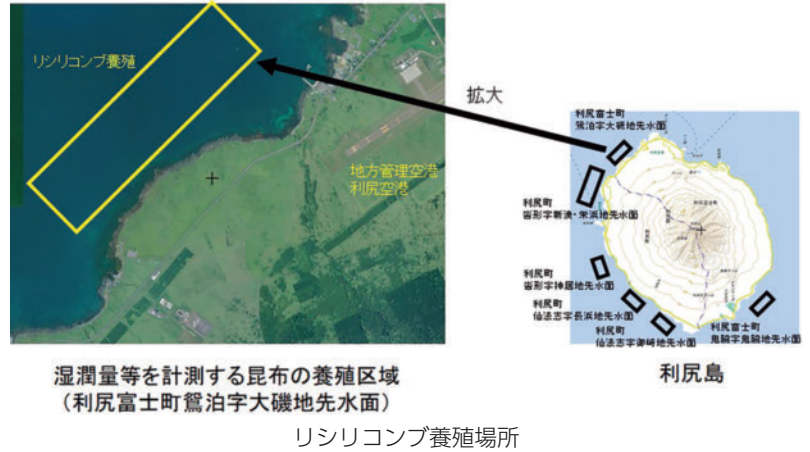 リシリコンブ養殖
地方管理空港
利尻空港
拡大
利尻富士町
鴛泊字大磯地先水面
利尻町
沓形字新湊・栄浜地先水面
利尻町
沓形字神居地先水面
利尻町
仙法志字長浜地先水面
利尻町
仙法志字御崎地先水面
利尻富士町
鬼脇字鬼脇地先水面
湿潤量等を計測する昆布の養殖区域
（利尻富士町鴛泊字大磯地先水面）
利尻島
リシリコンブ養殖場所